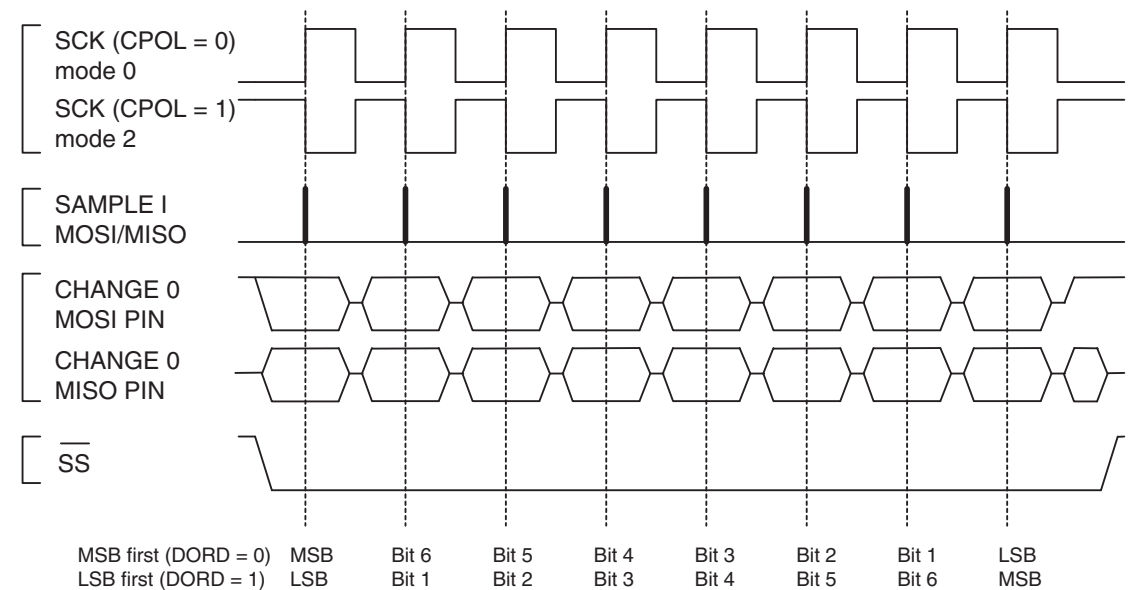 SCK (CPOL = 0)
mode 0
SCK (CPOL = 1)
mode 2
SAMPLE I
MOSI/MISO
CHANGE 0
MOSI PIN
CHANGE 0
MISO PIN
SS
MSB first (DORD = 0) MSB Bit 6 Bit 5 Bit 4 Bit 3 Bit 2 Bit 1 LSB
LSB first (DORD = 1) LSB Bit 1 Bit 2 Bit 3 Bit 4 Bit 5 Bit 6 MSB